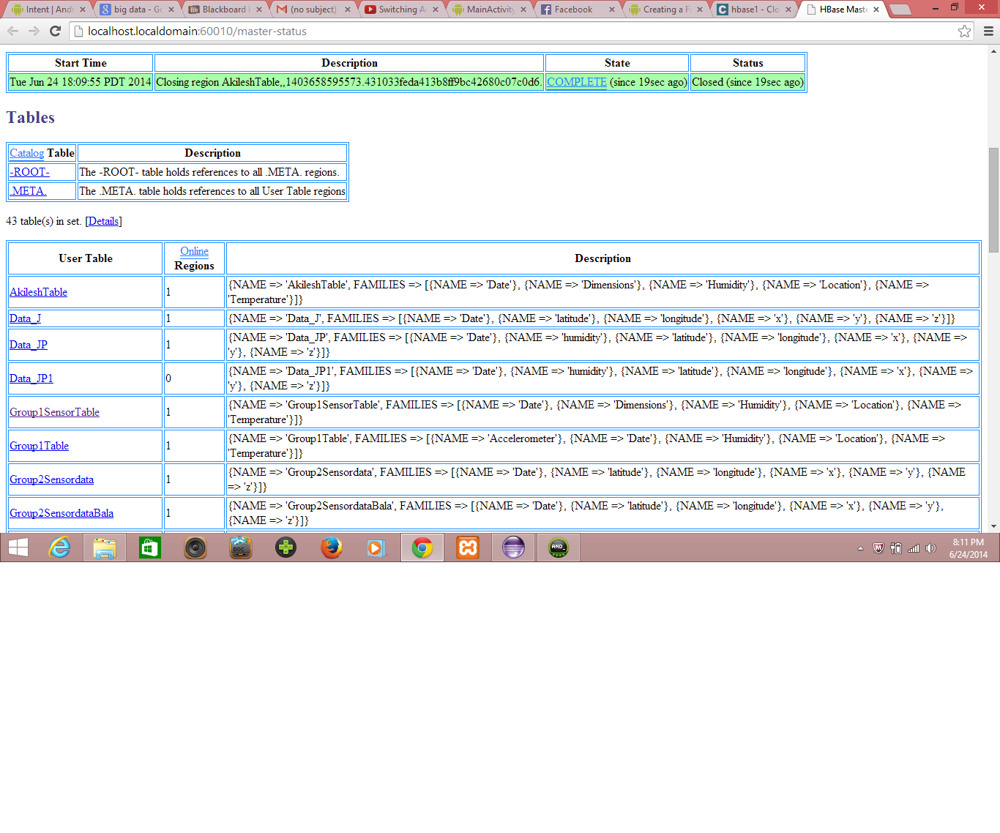 Intent | And
big data - Go
Blackboard L
(no subject)
Switching A
MainActivity
Facebook
Creating a F
hbase1 - Clo
HBase Maste
localhost.localdomain:60010/master-status
Start Time Description State Status
Tue Jun 24 18:09:55 PDT 2014 Closing region AkileshTable,,1403658595573.431033feda413b8ff9bc42680c07c0d6. COMPLETE (since 19sec ago) Closed (since 19sec ago)
Tables
Catalog Table Description
-ROOT- The -ROOT- table holds references to all .META. regions.
.META. The .META. table holds references to all User Table regions
43 table(s) in set. [Details]
User Table Online Regions Description
AkileshTable 1 {NAME => 'AkileshTable', FAMILIES => [{NAME => 'Date'}, {NAME => 'Dimensions'}, {NAME => 'Humidity'}, {NAME => 'Location'}, {NAME =>
'Temperature'}]}
Data_J 1 {NAME => 'Data_J', FAMILIES => [{NAME => 'Date'}, {NAME => 'latitude'}, {NAME => 'longitude'}, {NAME => 'x'}, {NAME => 'y'}, {NAME => 'z'}]}
Data_JP 1 {NAME => 'Data_JP', FAMILIES => [{NAME => 'Date'}, {NAME => 'humidity'}, {NAME => 'latitude'}, {NAME => 'longitude'}, {NAME => 'x'}, {NAME =>
'y'}, {NAME => 'z'}]}
Data_JP1 0 {NAME => 'Data_JP1', FAMILIES => [{NAME => 'Date'}, {NAME => 'humidity'}, {NAME => 'latitude'}, {NAME => 'longitude'}, {NAME => 'x'}, {NAME =>
'y'}, {NAME => 'z'}]}
Group1SensorTable 1 {NAME => 'Group1SensorTable', FAMILIES => [{NAME => 'Date'}, {NAME => 'Dimensions'}, {NAME => 'Humidity'}, {NAME => 'Location'}, {NAME =>
'Temperature'}]}
Group1Table 1 {NAME => 'Group1Table', FAMILIES => [{NAME => 'Accelerometer'}, {NAME => 'Date'}, {NAME => 'Humidity'}, {NAME => 'Location'}, {NAME =>
'Temperature'}]}
Group2Sensordata 1 {NAME => 'Group2Sensordata', FAMILIES => [{NAME => 'Date'}, {NAME => 'latitude'}, {NAME => 'longitude'}, {NAME => 'x'}, {NAME => 'y'}, {NAME
=> 'z'}]}
Group2SensordataBala 1 {NAME => 'Group2SensordataBala', FAMILIES => [{NAME => 'Date'}, {NAME => 'latitude'}, {NAME => 'longitude'}, {NAME => 'x'}, {NAME => 'y'},
{NAME => 'z'}]}
DOC
AND_
8:11 PM
6/24/2014